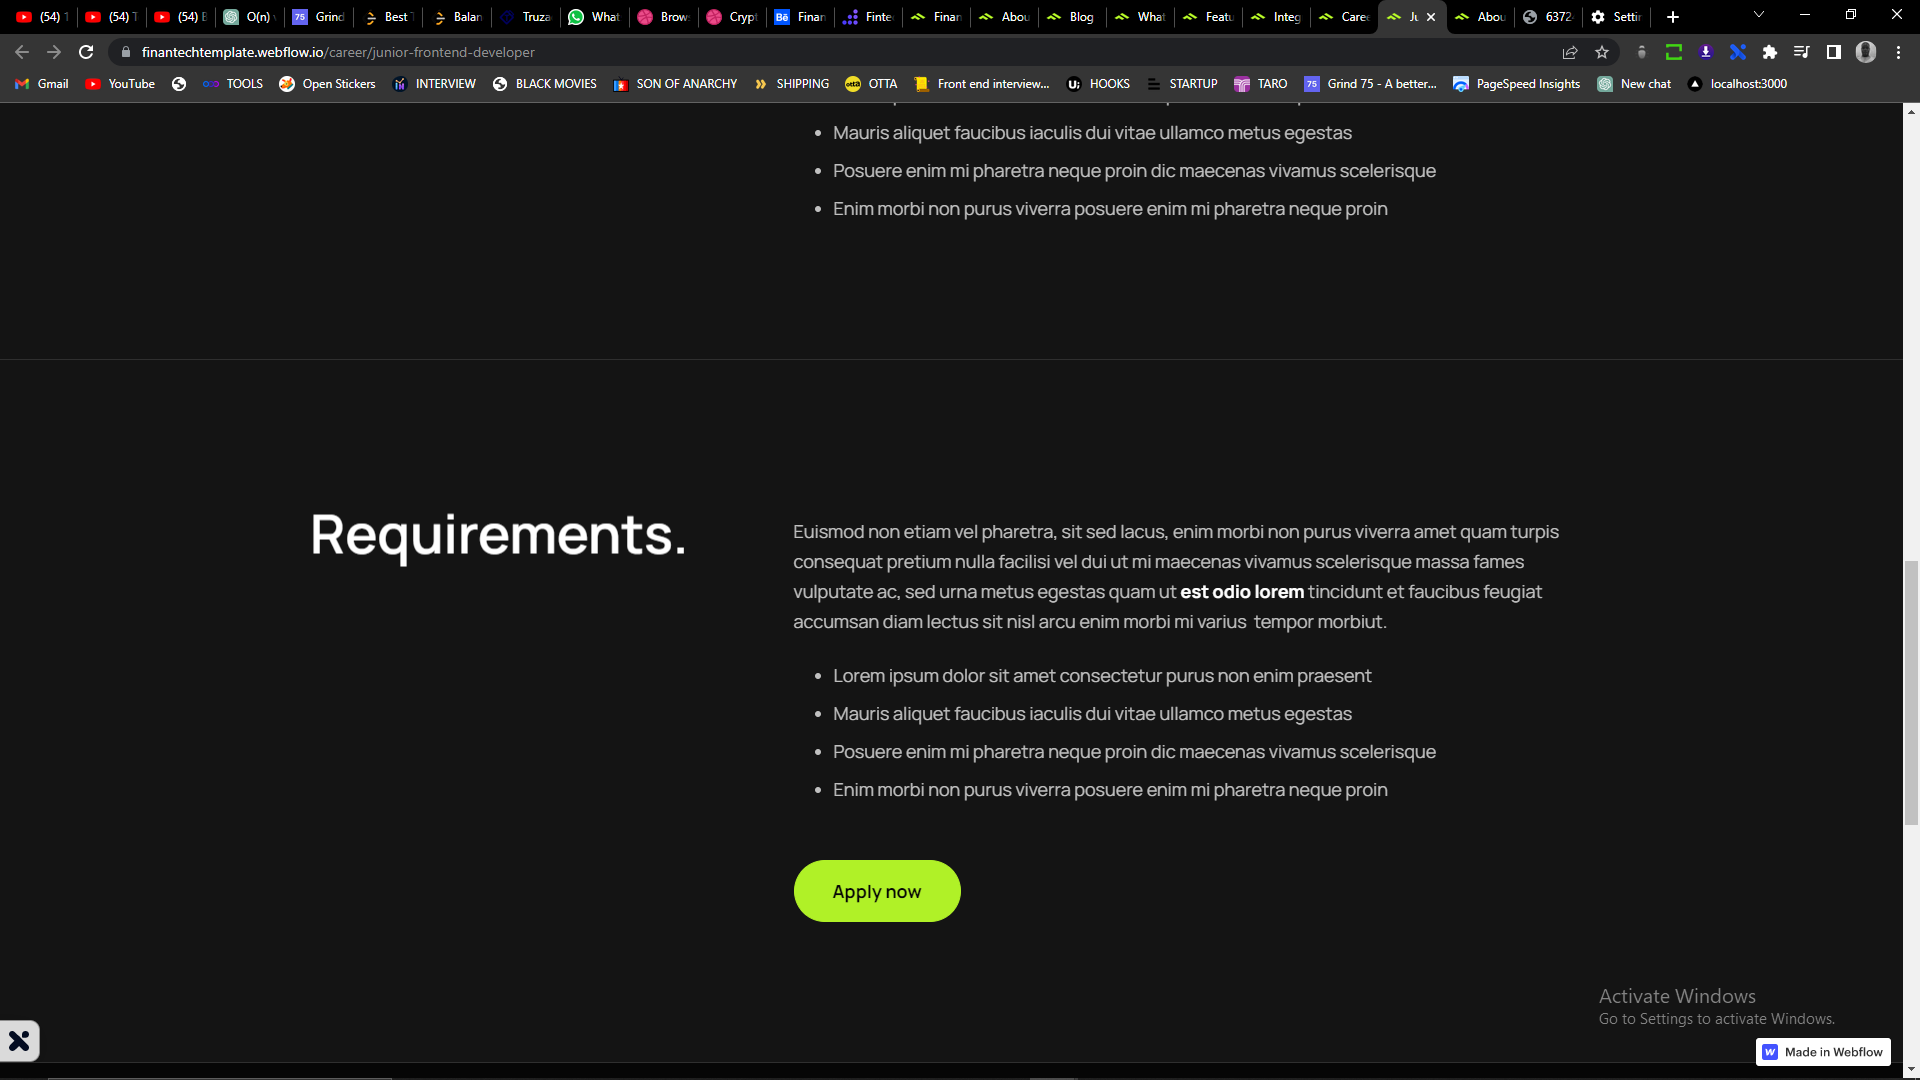 (54) T
(54) T
(54) E
O(n)
Grind
Best
Balan
Truza
What
Brow
Crypt
Finan
Finte
Finan
Abou
Blog
What
Featu
Integ
Caree
Ju
Abou
6372
Settin
finantechtemplate.webflow.io/career/junior-frontend-developer
Gmail
YouTube
TOOLS
Open Stickers
INTERVIEW
BLACK MOVIES
SON OF ANARCHY
SHIPPING
OTTA
Front end interview...
HOOKS
STARTUP
TARO
Grind 75 - A better...
PageSpeed Insights
New chat
localhost:3000
• Mauris aliquet faucibus iaculis dui vitae ullamco metus egestas
• Posuere enim mi pharetra neque proin dic maecenas vivamus scelerisque
• Enim morbi non purus viverra posuere enim mi pharetra neque proin
Requirements.
Euismod non etiam vel pharetra, sit sed lacus, enim morbi non purus viverra amet quam turpis
consequat pretium nulla facilisi vel dui ut mi maecenas vivamus scelerisque massa fames
vulputate ac, sed urna metus egestas quam ut est odio lorem tincidunt et faucibus feugiat
accumsan diam lectus sit nisl arcu enim morbi mi varius  tempor morbiut.
• Lorem ipsum dolor sit amet consectetur purus non enim praesent
• Mauris aliquet faucibus iaculis dui vitae ullamco metus egestas
• Posuere enim mi pharetra neque proin dic maecenas vivamus scelerisque
• Enim morbi non purus viverra posuere enim mi pharetra neque proin
Apply now
Activate Windows
Go to Settings to activate Windows.
Made in Webflow